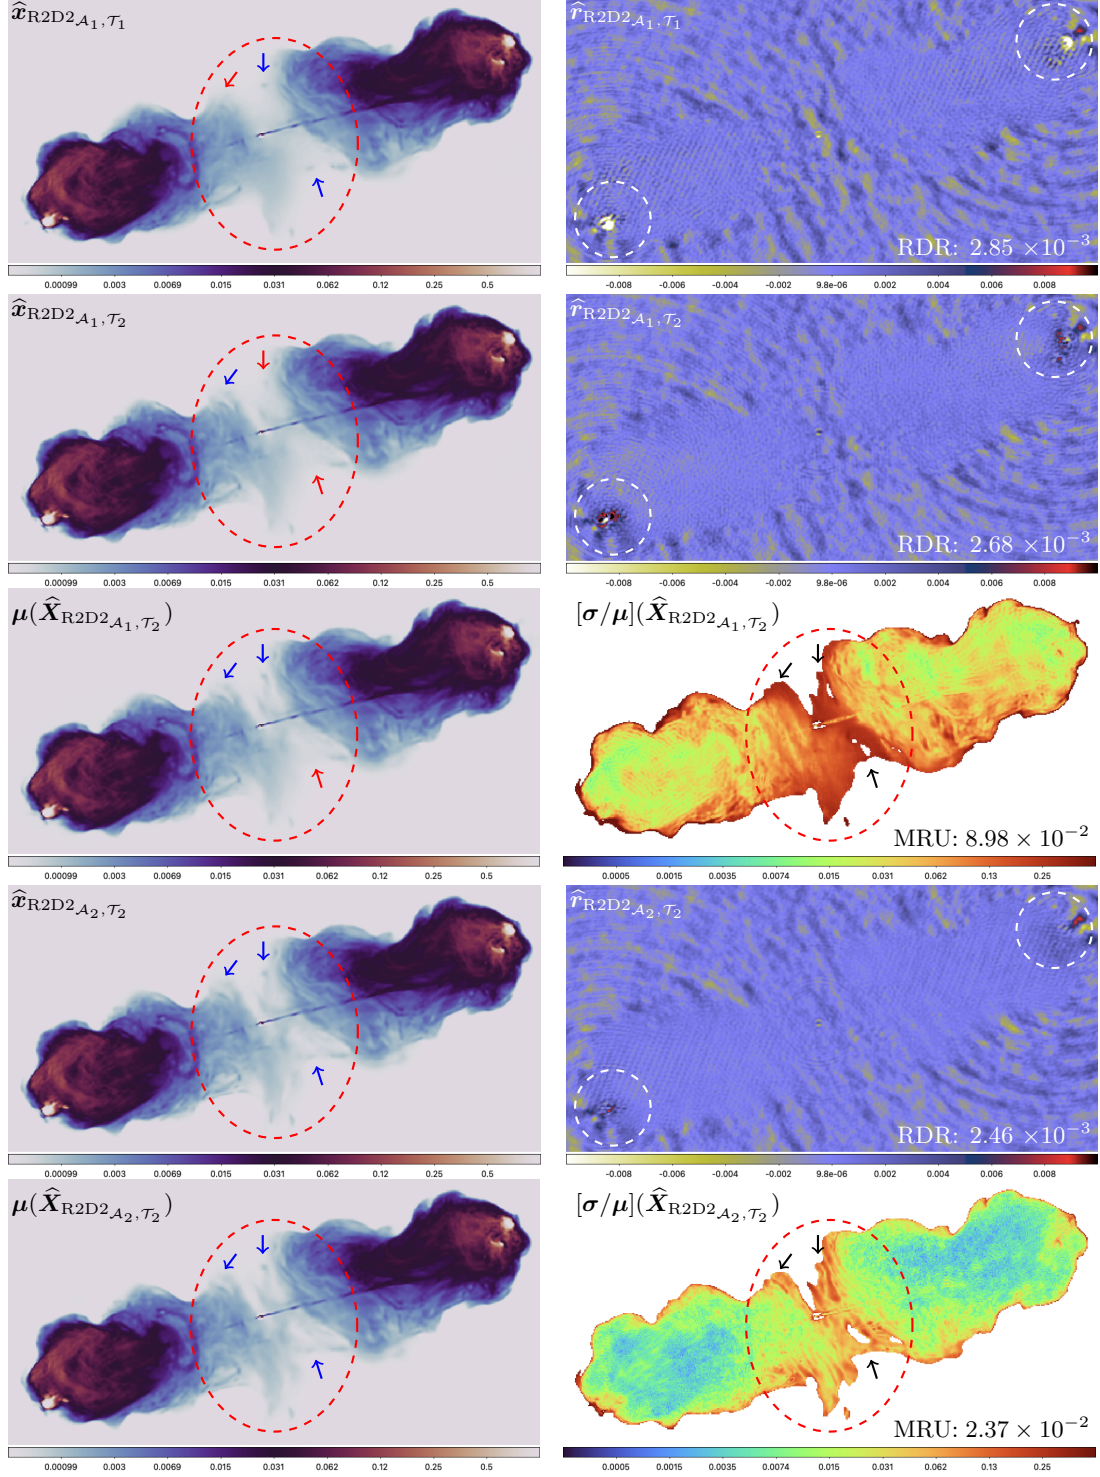 x̂_R2D2_𝒜₁,𝒯₁
r̂_R2D2_𝒜₁,𝒯₁
RDR: 2.85 ×10⁻³
0.00099 0.003 0.0069 0.015 0.031 0.062 0.12 0.25 0.5
-0.008 -0.006 -0.004 -0.002 9.8e-06 0.002 0.004 0.006 0.008
x̂_R2D2_𝒜₁,𝒯₂
r̂_R2D2_𝒜₁,𝒯₂
RDR: 2.68 ×10⁻³
0.00099 0.003 0.0069 0.015 0.031 0.062 0.12 0.25 0.5
-0.008 -0.006 -0.004 -0.002 9.8e-06 0.002 0.004 0.006 0.008
μ(X̂_R2D2_𝒜₁,𝒯₂)
[σ/μ](X̂_R2D2_𝒜₁,𝒯₂)
MRU: 8.98 × 10⁻²
0.00099 0.003 0.0069 0.015 0.031 0.062 0.12 0.25 0.5
0.0005 0.0015 0.0035 0.0074 0.015 0.031 0.062 0.13 0.25
x̂_R2D2_𝒜₂,𝒯₂
r̂_R2D2_𝒜₂,𝒯₂
RDR: 2.46 ×10⁻³
0.00099 0.003 0.0069 0.015 0.031 0.062 0.12 0.25 0.5
-0.008 -0.006 -0.004 -0.002 9.8e-06 0.002 0.004 0.006 0.008
μ(X̂_R2D2_𝒜₂,𝒯₂)
[σ/μ](X̂_R2D2_𝒜₂,𝒯₂)
MRU: 2.37 × 10⁻²
0.00099 0.003 0.0069 0.015 0.031 0.062 0.12 0.25 0.5
0.0005 0.0015 0.0035 0.0074 0.015 0.031 0.062 0.13 0.25